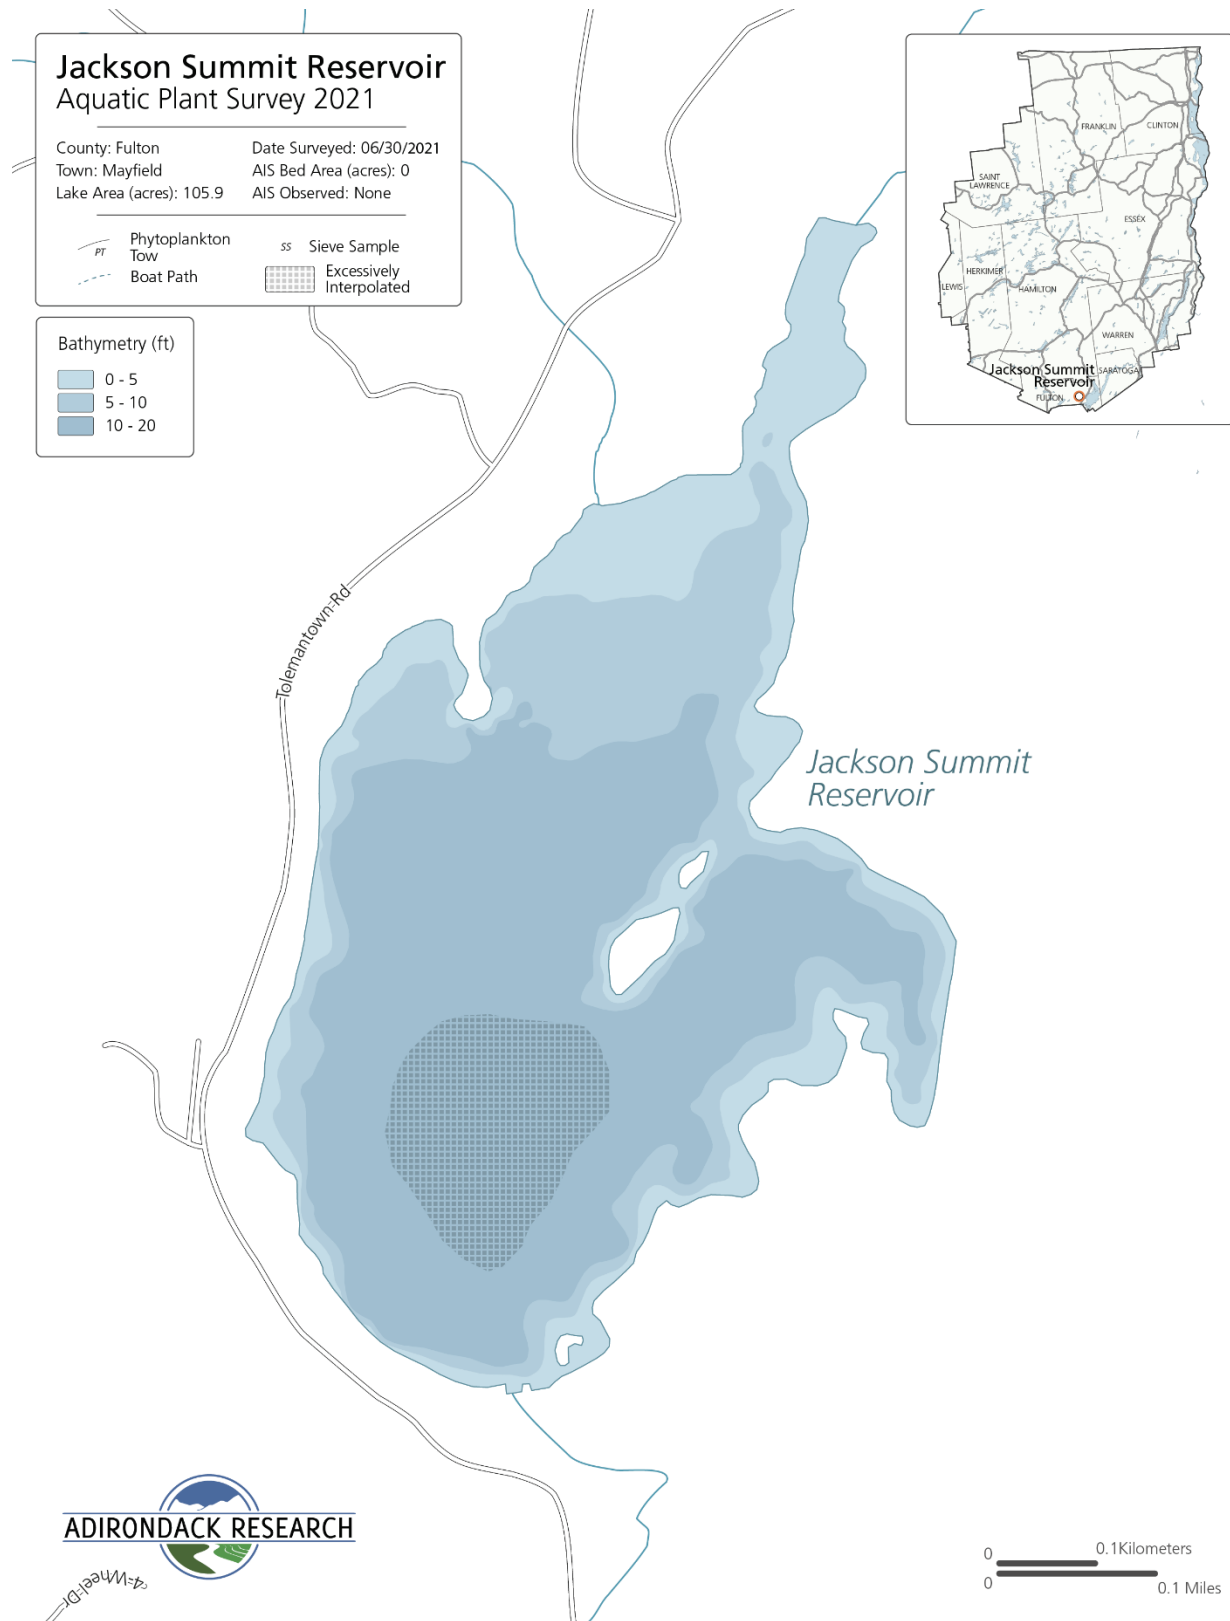 Jackson Summit Reservoir
Aquatic Plant Survey 2021
County: Fulton
Town: Mayfield
Lake Area (acres): 105.9
Date Surveyed: 06/30/2021
AIS Bed Area (acres): 0
AIS Observed: None
PT
Phytoplankton
Tow
Boat Path
SS
Sieve Sample
Excessively
Interpolated
Bathymetry (ft)
0 - 5
5 - 10
10 - 20
FRANKLIN
CLINTON
SAINT
LAWRENCE
ESSEX
HERKIMER
LEWIS
HAMILTON
WARREN
Jackson Summit
Reservoir
SARATOGA
FULTON
Tolemantown-Rd
Jackson Summit
Reservoir
ADIRONDACK RESEARCH
4-Wheel-Dr
0
0.1Kilometers
0
0.1 Miles